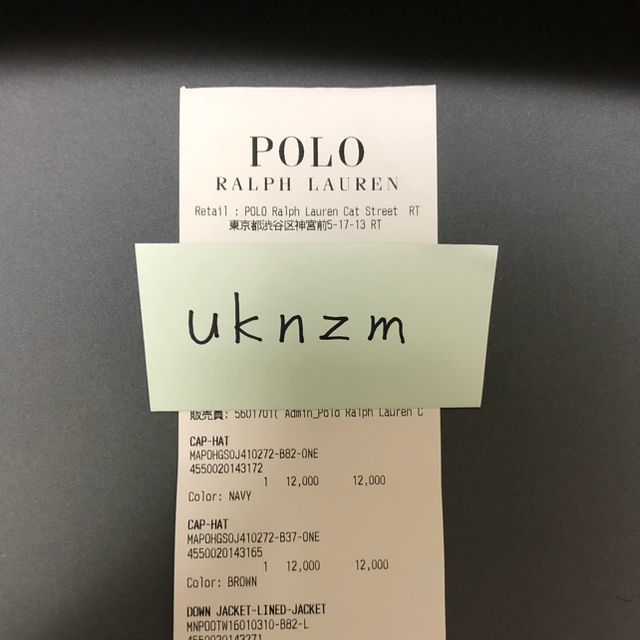 POLO
RALPH LAUREN
Retail : POLO Ralph Lauren Cat Street RT
東京都渋谷区神宮前5-17-13 RT
uknzm
販売員: 5601701( Admin_Polo Ralph Lauren C
CAP-HAT
MAPOHGS0J410272-B82-ONE
4550020143172
1 12,000 12,000
Color: NAVY
CAP-HAT
MAPOHGS0J410272-B37-ONE
4550020143165
1 12,000 12,000
Color: BROWN
DOWN JACKET-LINED-JACKET
MNPOOTW16010310-B82-L
4550020143271